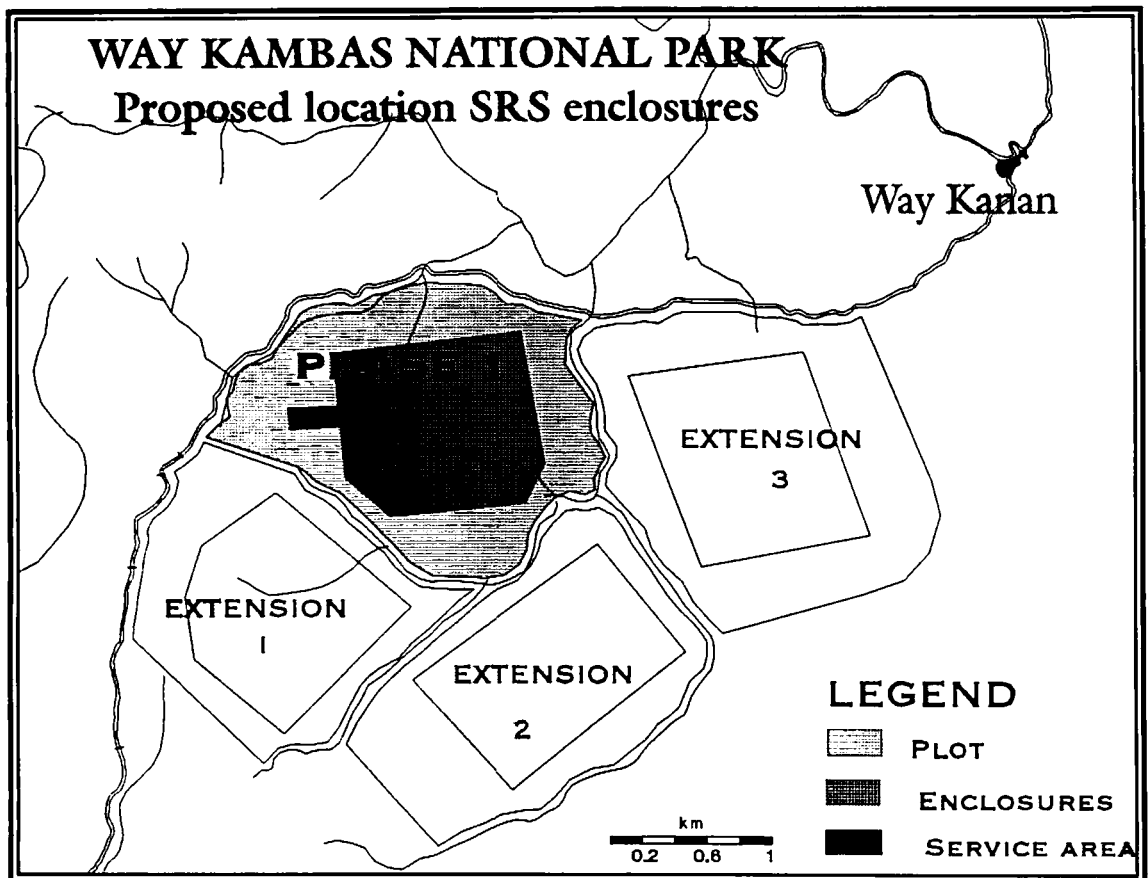 WAY KAMBAS NATIONAL PARK
Proposed location SRS enclosures
Way Kanan
EXTENSION
3
EXTENSION
1
EXTENSION
2
LEGEND
PLOT
ENCLOSURES
SERVICE AREA
km
0.2 0.6 1